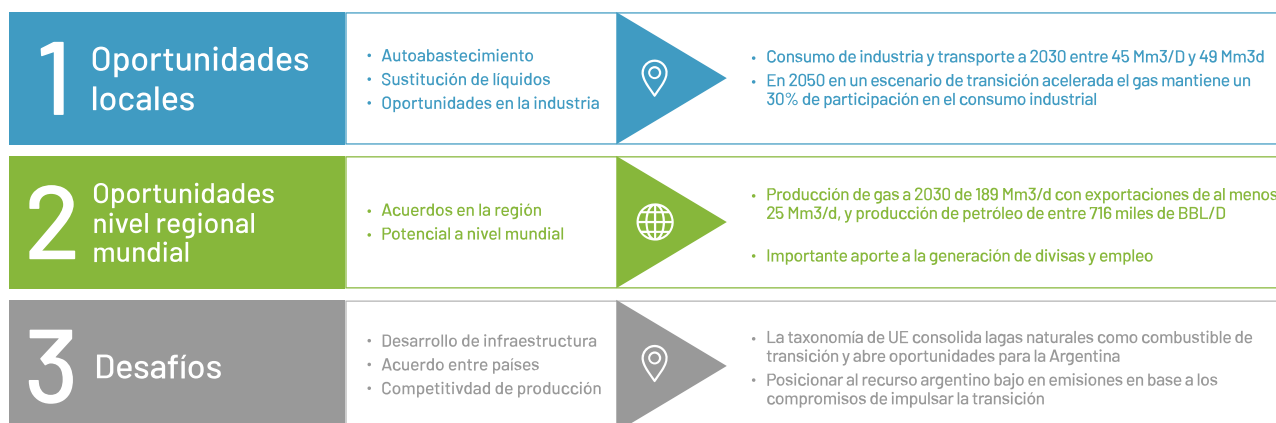 1
Oportunidades
locales
• Autoabastecimiento
• Sustitución de líquidos
• Oportunidades en la industria
• Consumo de industria y transporte a 2030 entre 45 Mm3/D y 49 Mm3d
• En 2050 en un escenario de transición acelerada el gas mantiene un
30% de participación en el consumo industrial
2
Oportunidades
nivel regional
mundial
• Acuerdos en la región
• Potencial a nivel mundial
• Producción de gas a 2030 de 189 Mm3/d con exportaciones de al menos
25 Mm3/d, y producción de petróleo de entre 716 miles de BBL/D
• Importante aporte a la generación de divisas y empleo
3
Desafíos
• Desarrollo de infraestructura
• Acuerdo entre países
• Competitivdad de producción
• La taxonomía de UE consolida lagas naturales como combustible de
transición y abre oportunidades para la Argentina
• Posicionar al recurso argentino bajo en emisiones en base a los
compromisos de impulsar la transición